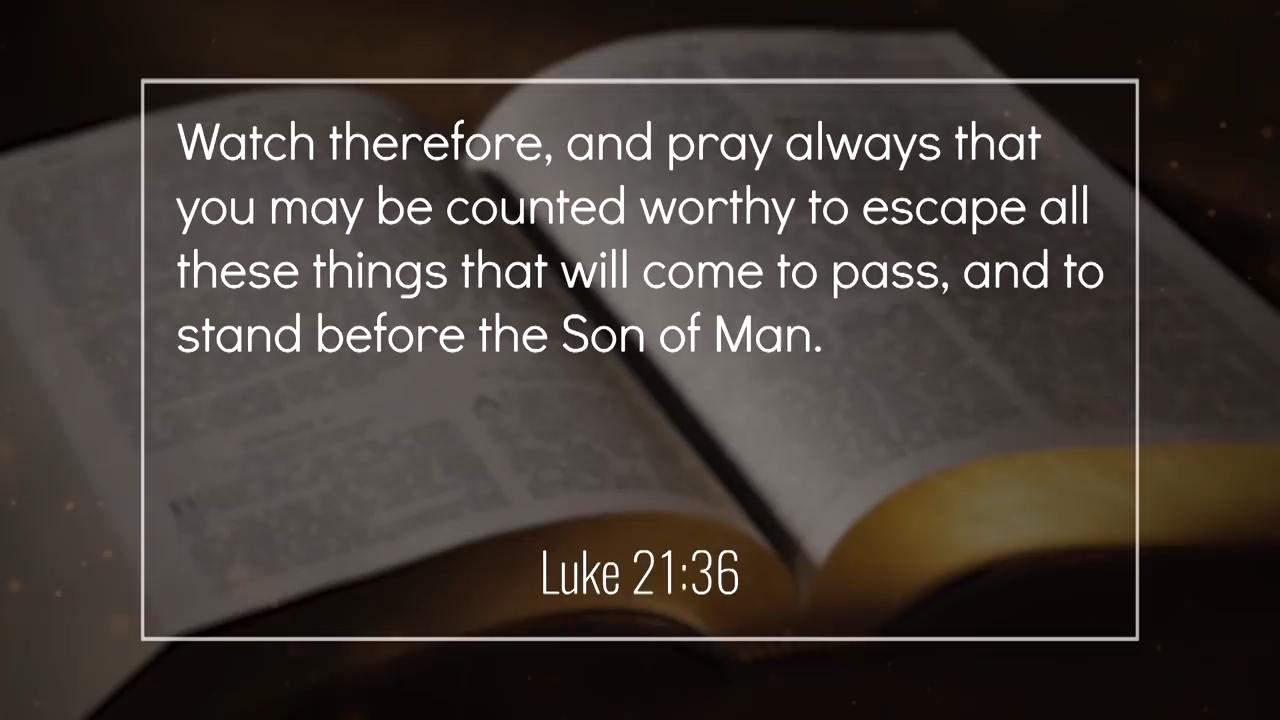 Watch therefore, and pray always that
you may be counted worthy to escape all
these things that will come to pass, and to
stand before the Son of Man.
Luke 21:36